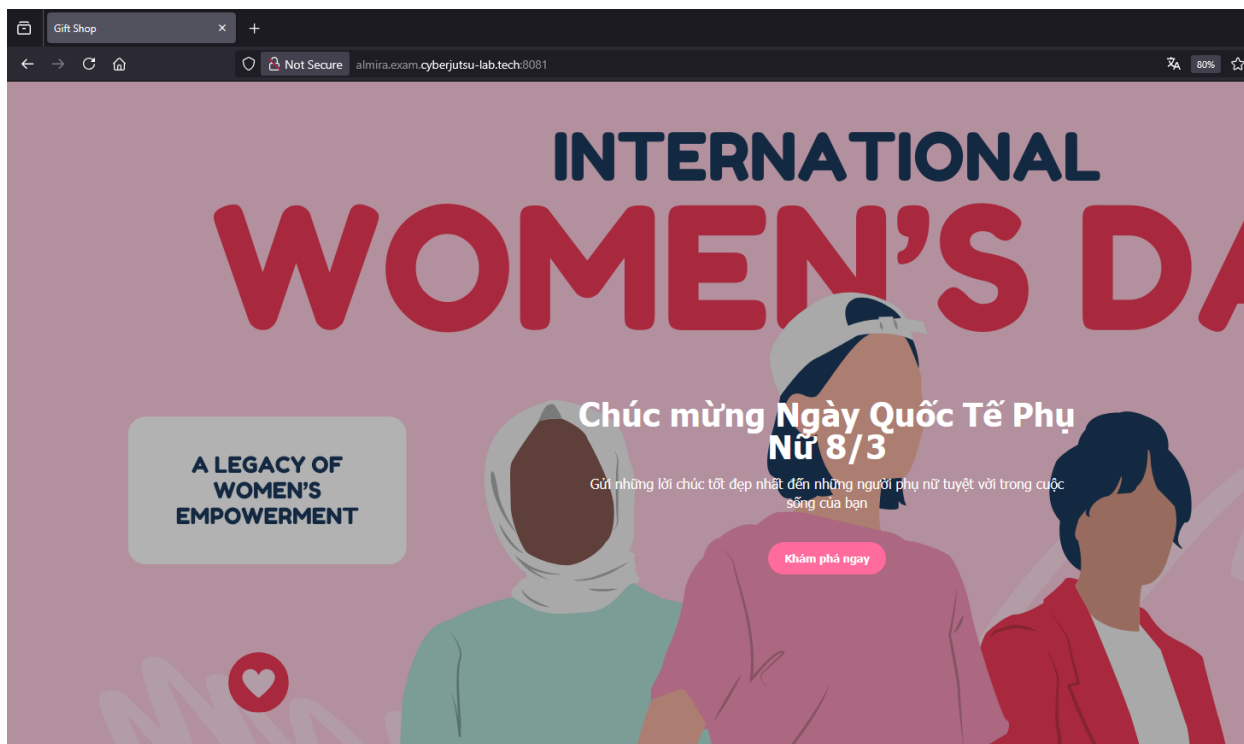 Gift Shop
Not Secure almira.exam.cyberjutsu-lab.tech:8081
80%
INTERNATIONAL
WOMEN'S DA
Chúc mừng Ngày Quốc Tế Phụ
Nữ 8/3
Gửi những lời chúc tốt đẹp nhất đến những người phụ nữ tuyệt vời trong cuộc
sống của bạn
Khám phá ngay
A LEGACY OF
WOMEN'S
EMPOWERMENT